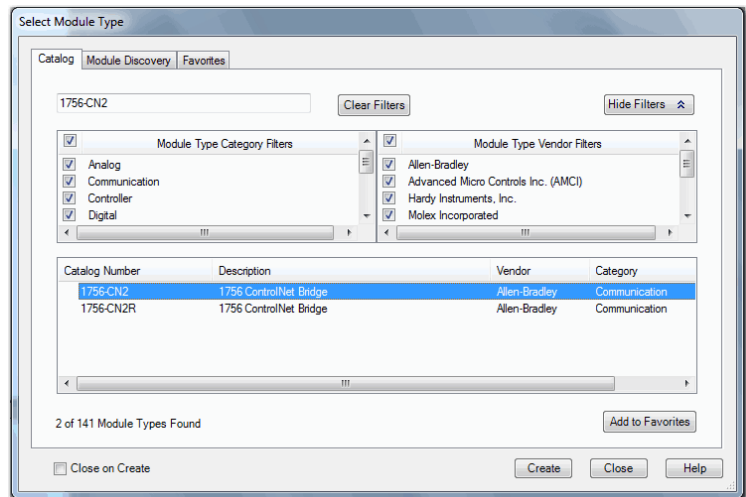 Select Module Type
Catalog Module Discovery Favorites
1756-CN2 Clear Filters Hide Filters
Module Type Category Filters Module Type Vendor Filters
Analog Allen-Bradley
Communication Advanced Micro Controls Inc. (AMCI)
Controller Hardy Instruments, Inc.
Digital Molex Incorporated
Catalog Number Description Vendor Category
1756-CN2 1756 ControlNet Bridge Allen-Bradley Communication
1756-CN2R 1756 ControlNet Bridge Allen-Bradley Communication
2 of 141 Module Types Found Add to Favorites
Close on Create Create Close Help